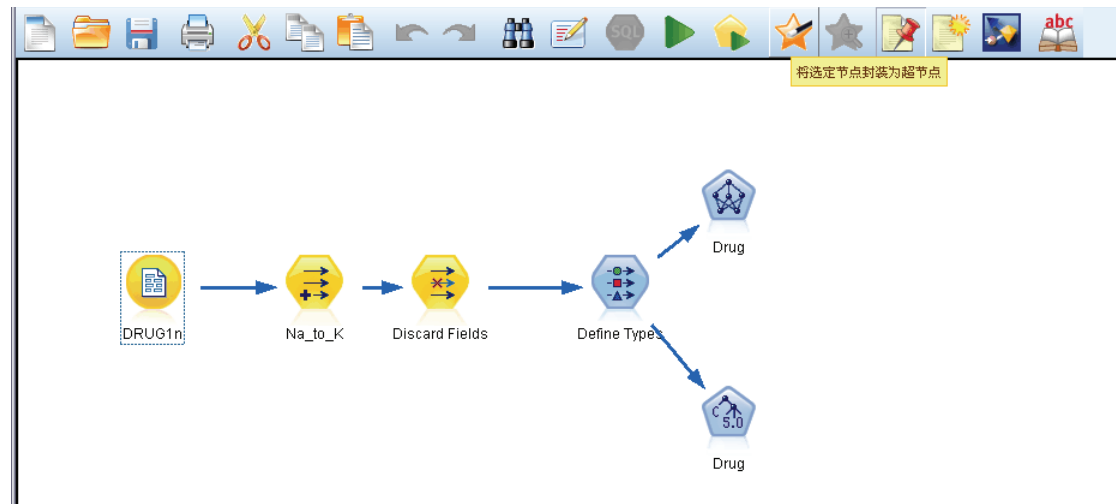 SQL
abc
将选定节点封装为超节点
Drug
DRUG1n
Na_to_K
Discard Fields
Define Types
C 5.0
Drug